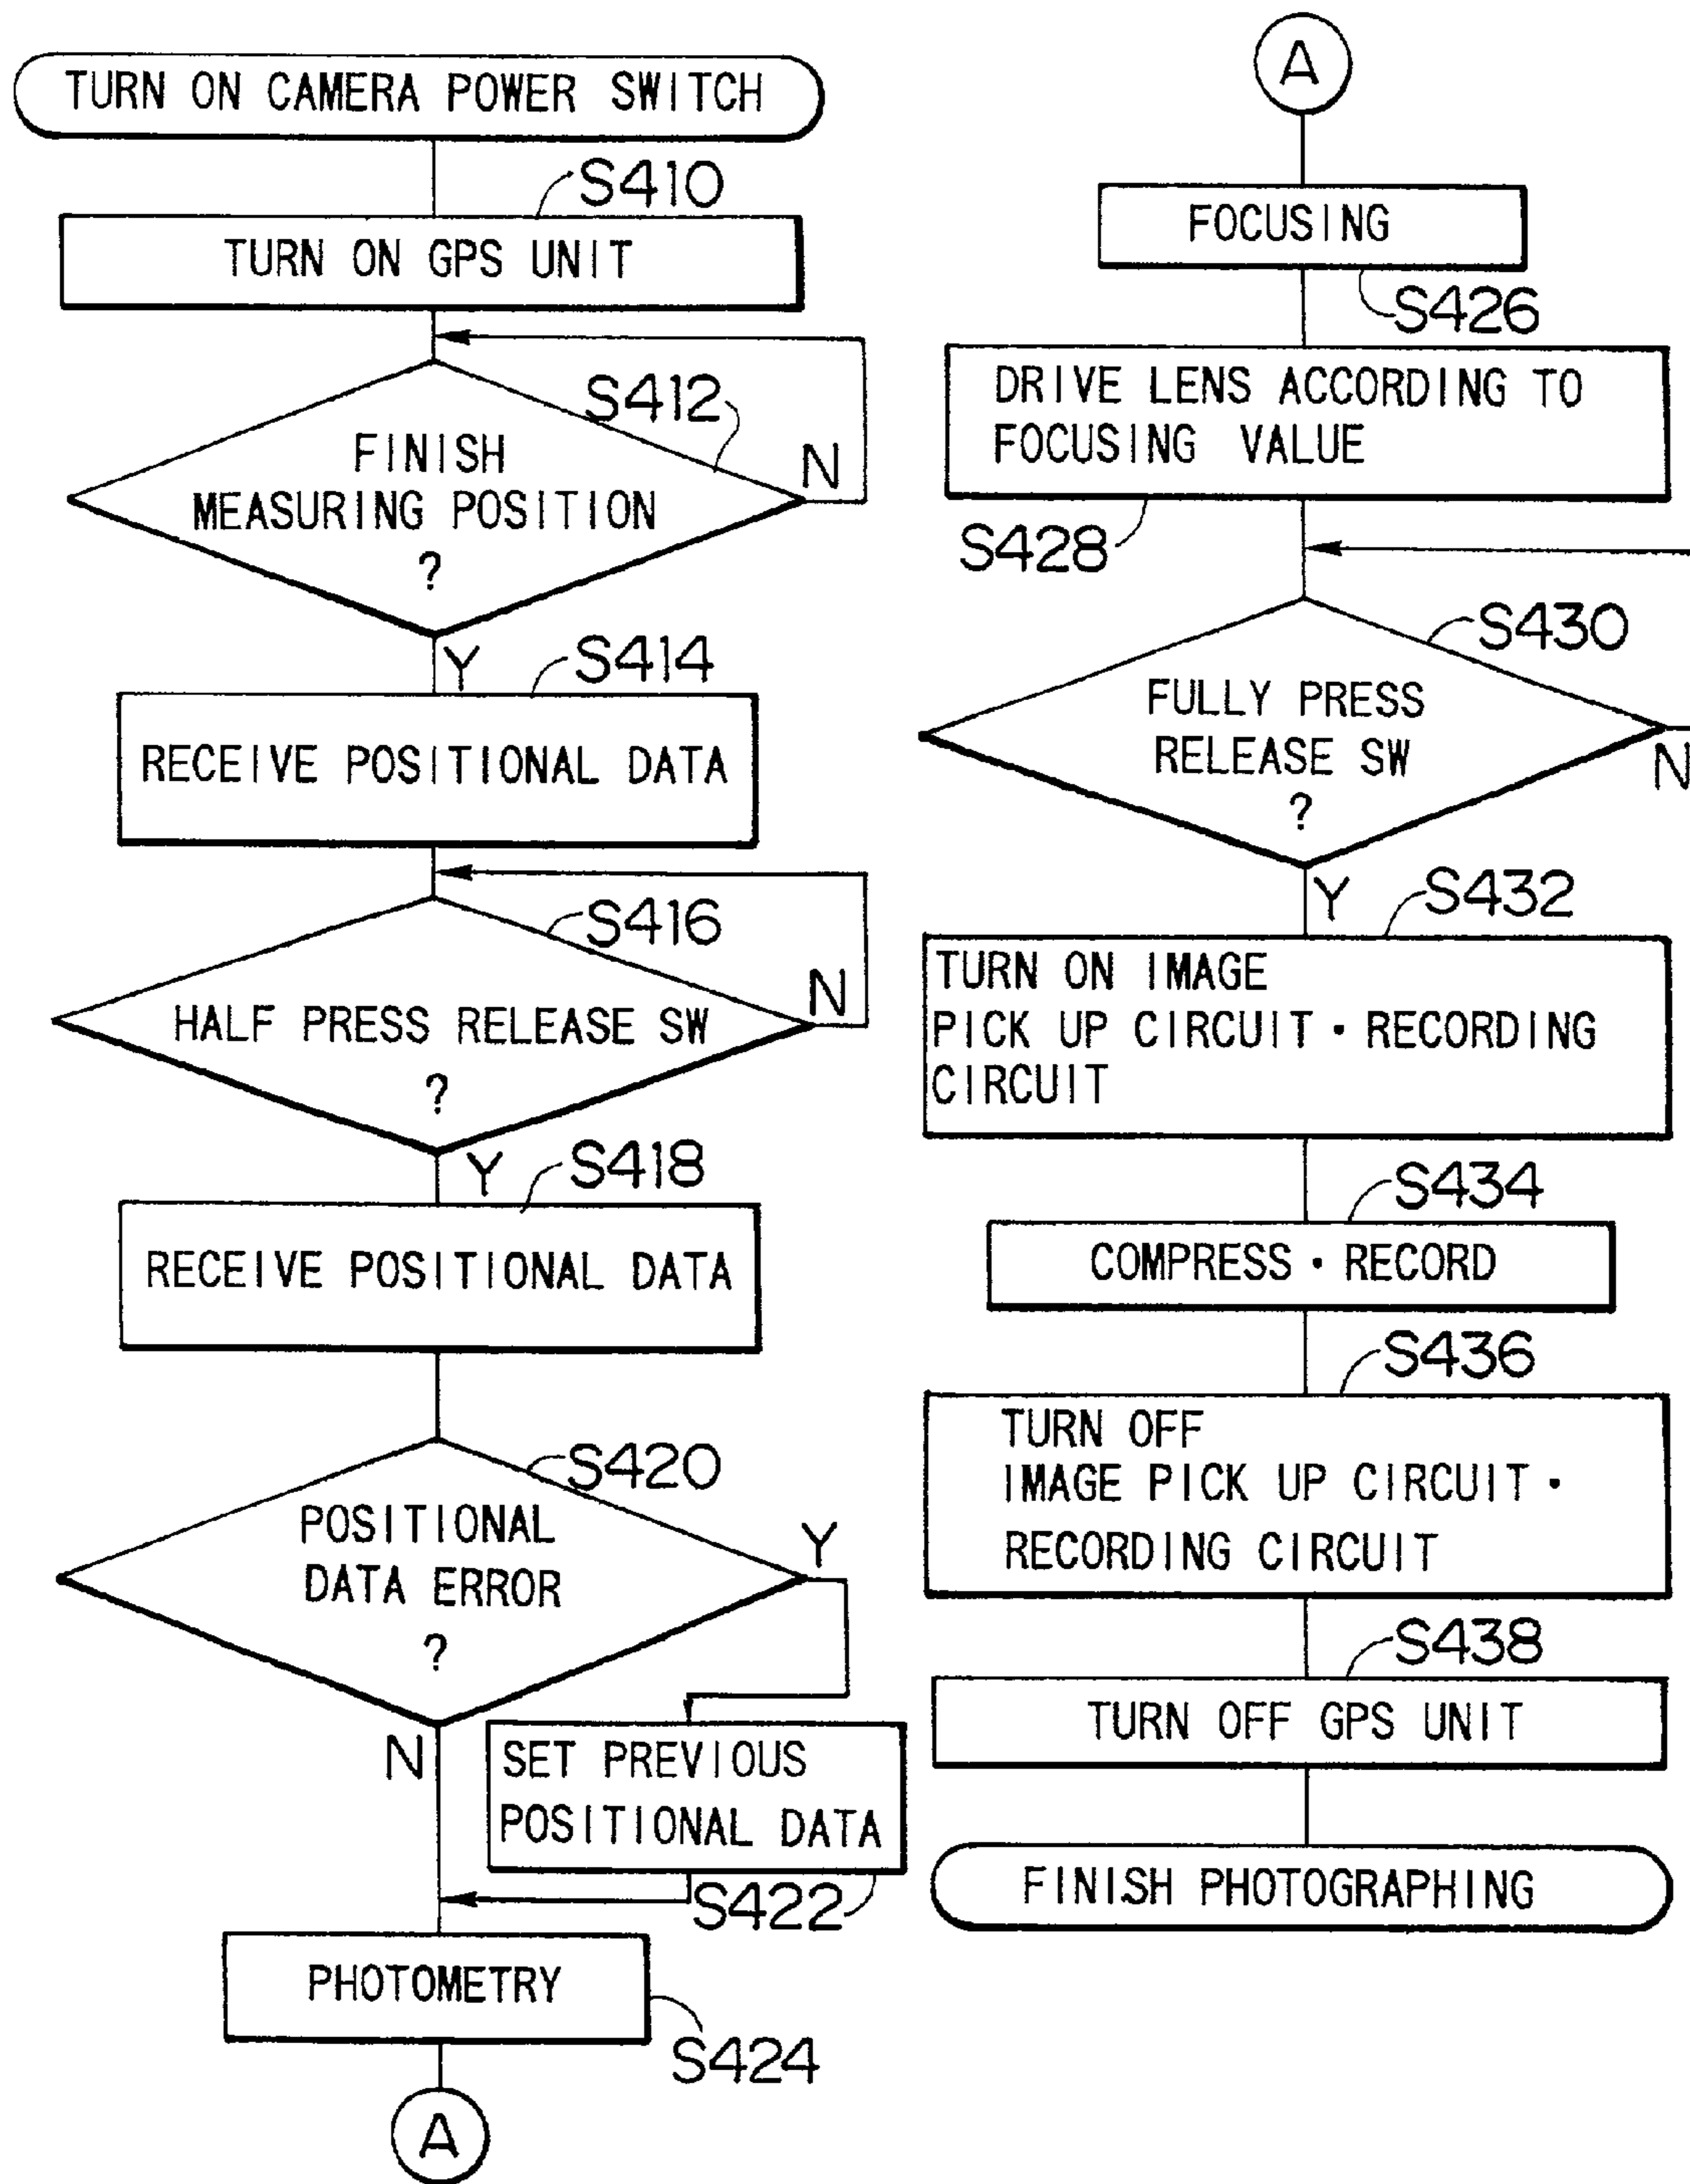 TURN ON CAMERA POWER SWITCH
S410
TURN ON GPS UNIT
S412
FINISH
MEASURING POSITION
?
N
Y
S414
RECEIVE POSITIONAL DATA
S416
HALF PRESS RELEASE SW
?
N
Y
S418
RECEIVE POSITIONAL DATA
S420
POSITIONAL
DATA ERROR
?
Y
N
SET PREVIOUS
POSITIONAL DATA
S422
PHOTOMETRY
S424
A
A
FOCUSING
S426
DRIVE LENS ACCORDING TO
FOCUSING VALUE
S428
S430
FULLY PRESS
RELEASE SW
?
N
Y
S432
TURN ON IMAGE
PICK UP CIRCUIT・RECORDING
CIRCUIT
S434
COMPRESS・RECORD
S436
TURN OFF
IMAGE PICK UP CIRCUIT・
RECORDING CIRCUIT
S438
TURN OFF GPS UNIT
FINISH PHOTOGRAPHING